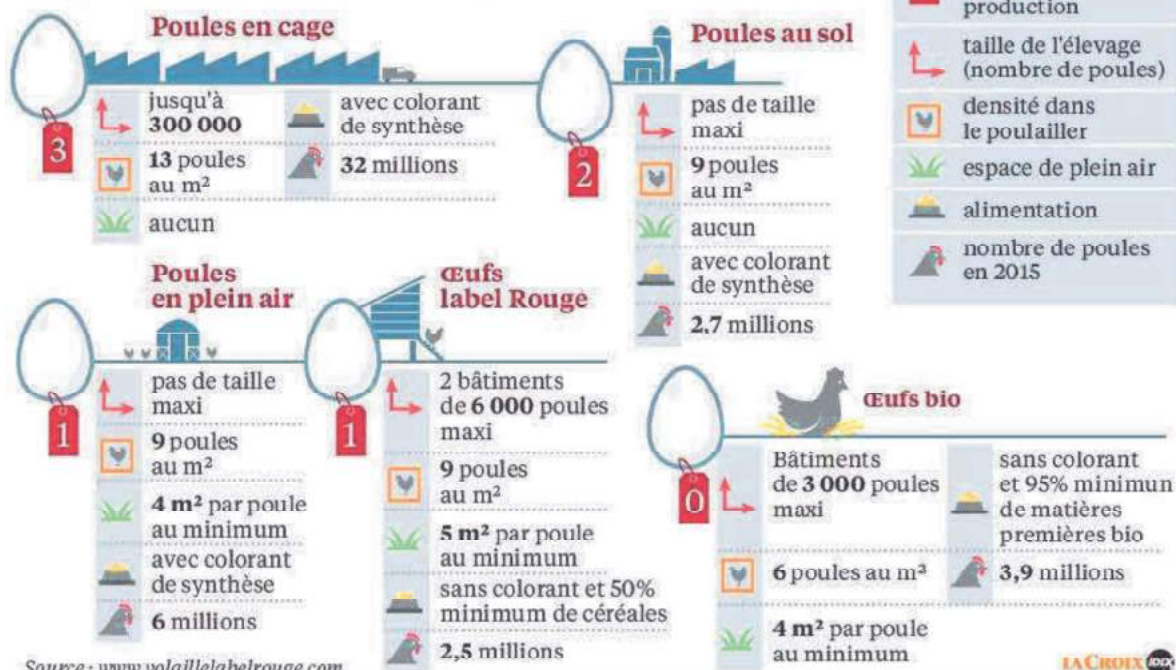 Poules en cage
3
jusqu'à
300 000
13 poules
au m²
aucun
avec colorant
de synthèse
32 millions
Poules au sol
2
pas de taille
maxi
9 poules
au m²
aucun
avec colorant
de synthèse
2,7 millions
production
taille de l'élevage
(nombre de poules)
densité dans
le poulailler
espace de plein air
alimentation
nombre de poules
en 2015
Poules
en plein air
1
pas de taille
maxi
9 poules
au m²
4 m² par poule
au minimum
avec colorant
de synthèse
6 millions
Œufs
label Rouge
1
2 bâtiments
de 6 000 poules
maxi
9 poules
au m²
5 m² par poule
au minimum
sans colorant et 50%
minimum de céréales
2,5 millions
Œufs bio
0
Bâtiments
de 3 000 poules
maxi
6 poules au m²
4 m² par poule
au minimum
sans colorant
et 95% minimun
de matières
premières bio
3,9 millions
Source : www.volaillelabelrouge.com
LA CROIX